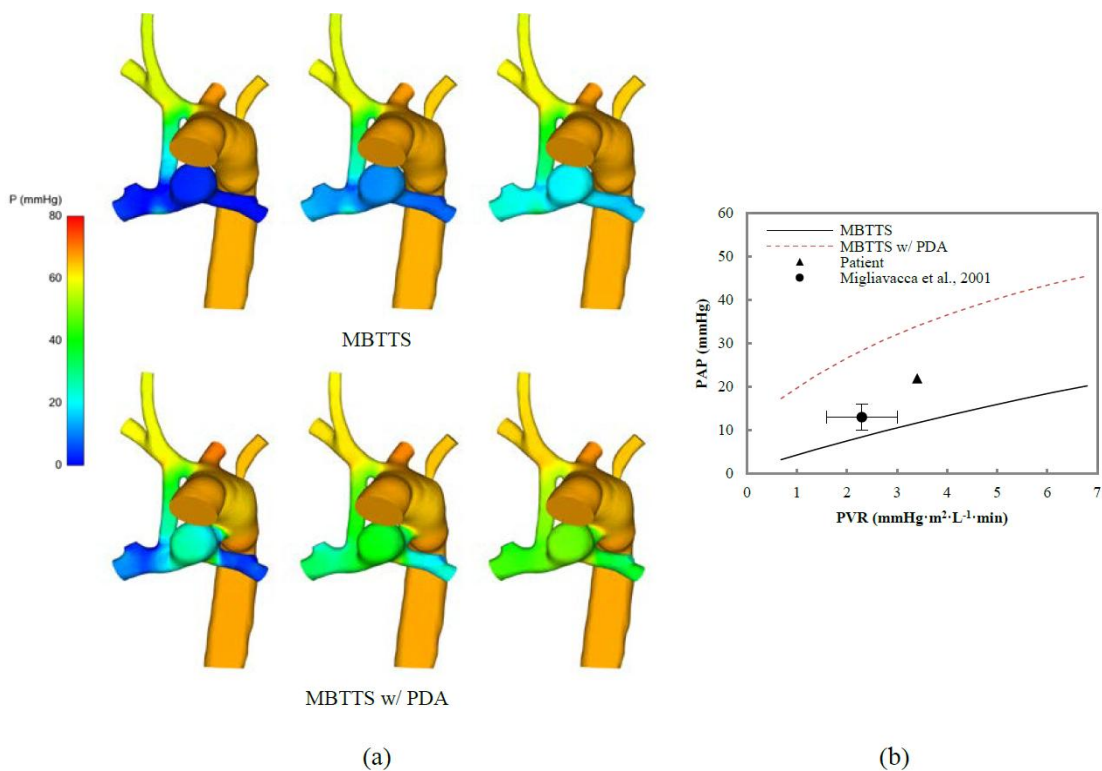 P (mmHg)
80
60
40
20
0
MBTTS
MBTTS w/ PDA
(a)
60
50
40
30
20
10
0
PAP (mmHg)
MBTTS
MBTTS w/ PDA
Patient
Migliavacca et al., 2001
0 1 2 3 4 5 6 7
PVR (mmHg·m²·L⁻¹·min)
(b)